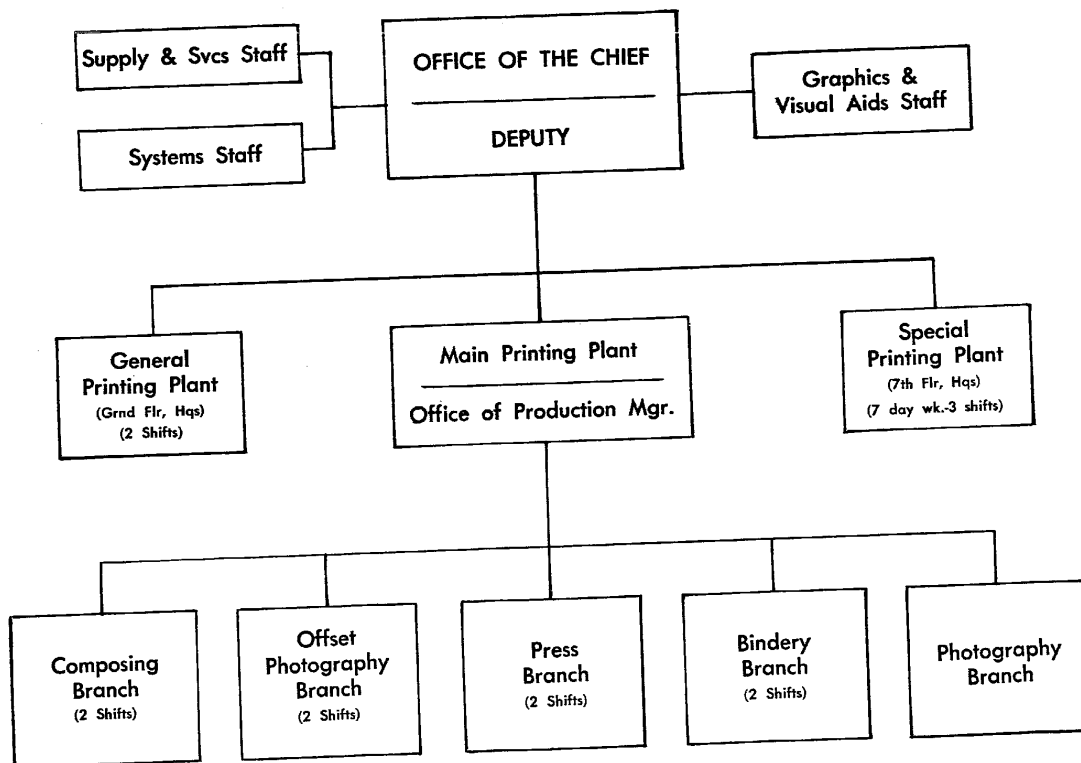 Supply & Svcs Staff
Systems Staff
OFFICE OF THE CHIEF
DEPUTY
Graphics &
Visual Aids Staff
General
Printing Plant
(Grnd Flr, Hqs)
(2 Shifts)
Main Printing Plant
Office of Production Mgr.
Special
Printing Plant
(7th Flr, Hqs)
(7 day wk.-3 shifts)
Composing
Branch
(2 Shifts)
Offset
Photography
Branch
(2 Shifts)
Press
Branch
(2 Shifts)
Bindery
Branch
(2 Shifts)
Photography
Branch